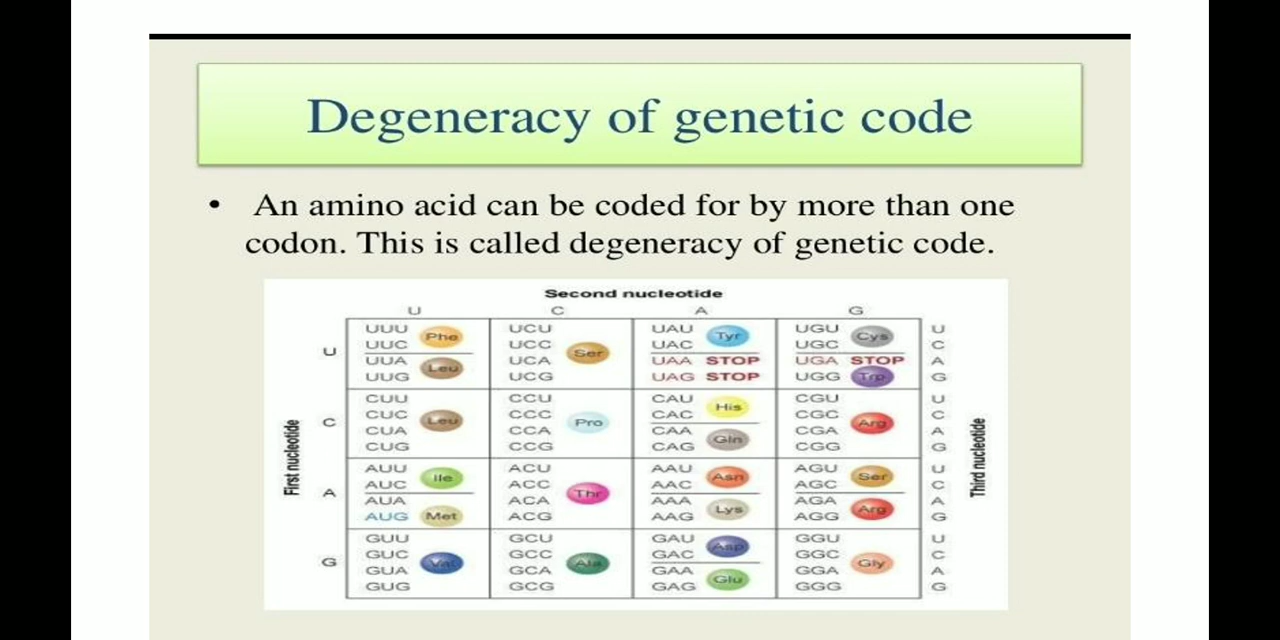 Degeneracy of genetic code
• An amino acid can be coded for by more than one
codon. This is called degeneracy of genetic code.
Second nucleotide
U C A G
First nucleotide
Third nucleotide
U
UUU Phe UCU Ser UAU Tyr UGU Cys U
UUC UCC UAC UGC C
UUA Leu UCA UAA STOP UGA STOP A
UUG UCG UAG STOP UGG Trp G
C
CUU Leu CCU Pro CAU His CGU Arg U
CUC CCC CAC CGC C
CUA CCA CAA Gln CGA A
CUG CCG CAG CGG G
A
AUU Ile ACU Thr AAU Asn AGU Ser U
AUC ACC AAC AGC C
AUA ACA AAA Lys AGA Arg A
AUG Met ACG AAG AGG G
G
GUU Val GCU Ala GAU Asp GGU Gly U
GUC GCC GAC GGC C
GUA GCA GAA Glu GGA A
GUG GCG GAG GGG G